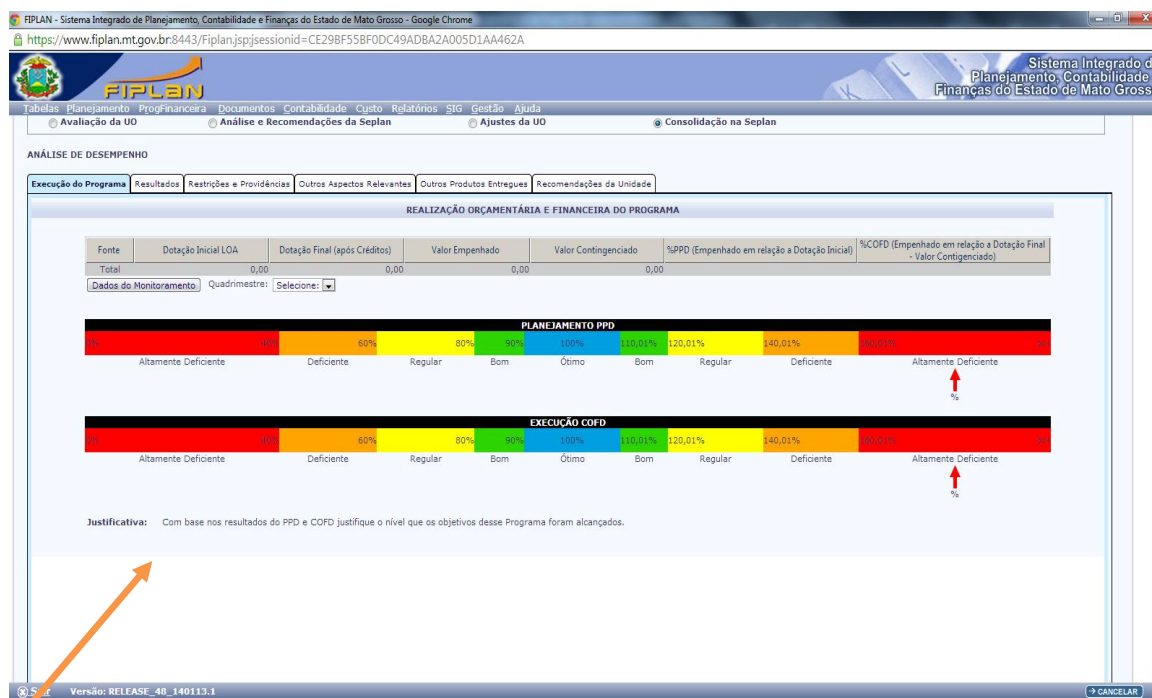 FIPLAN - Sistema Integrado de Planejamento, Contabilidade e Finanças do Estado de Mato Grosso - Google Chrome
https://www.fiplan.mt.gov.br:8443/Fiplan.jsp;jsessionid=CE29BF55BF0DC49ADBA2A005D1AA462A
FIPLAN
Sistema Integrado d
Planejamento, Contabilidade
Finanças do Estado de Mato Gross
Tabelas Planejamento ProgFinanceira Documentos Contabilidade Custo Relatórios SIG Gestão Ajuda
Avaliação da UO Análise e Recomendações da Seplan Ajustes da UO Consolidação na Seplan
ANÁLISE DE DESEMPENHO
Execução do Programa Resultados Restrições e Providências Outros Aspectos Relevantes Outros Produtos Entregues Recomendações da Unidade
REALIZAÇÃO ORÇAMENTÁRIA E FINANCEIRA DO PROGRAMA
Fonte Dotação Inicial LOA Dotação Final (após Créditos) Valor Empenhado Valor Contingenciado %PPD (Empenhado em relação a Dotação Inicial) %COFD (Empenhado em relação a Dotação Final
- Valor Contigenciado)
Total 0,00 0,00 0,00 0,00
Dados do Monitoramento Quadrimestre: Selecione:
PLANEJAMENTO PPD
0% 40% 60% 80% 90% 100% 110,01% 120,01% 140,01% 160,01%
Altamente Deficiente Deficiente Regular Bom Ótimo Bom Regular Deficiente Altamente Deficiente
%
EXECUÇÃO COFD
0% 40% 60% 80% 90% 100% 110,01% 120,01% 140,01% 160,01%
Altamente Deficiente Deficiente Regular Bom Ótimo Bom Regular Deficiente Altamente Deficiente
%
Justificativa: Com base nos resultados do PPD e COFD justifique o nível que os objetivos desse Programa foram alcançados.
Sair Versão: RELEASE_48_140113.1 CANCELAR